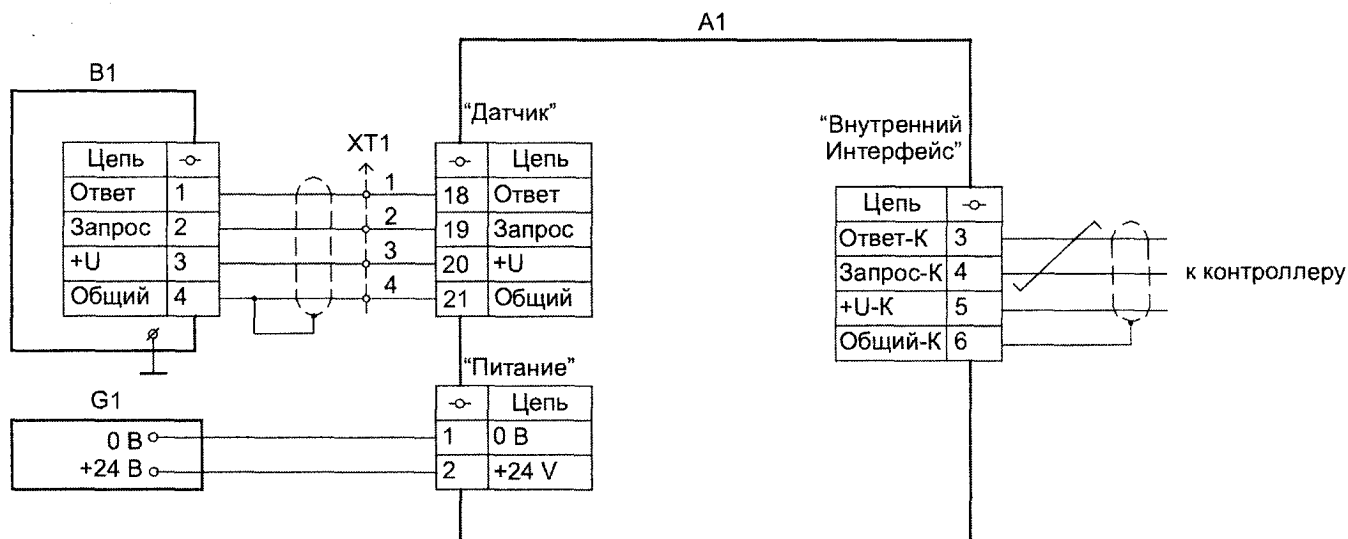 A1
B1
"Датчик"
"Внутренний
Интерфейс"
XT1
Цепь
Ответ 1
Запрос 2
+U 3
Общий 4
1
2
3
4
Цепь
18 Ответ
19 Запрос
20 +U
21 Общий
Цепь
Ответ-К 3
Запрос-К 4
+U-К 5
Общий-К 6
к контроллеру
"Питание"
G1
0 В
+24 В
Цепь
1 0 В
2 +24 V